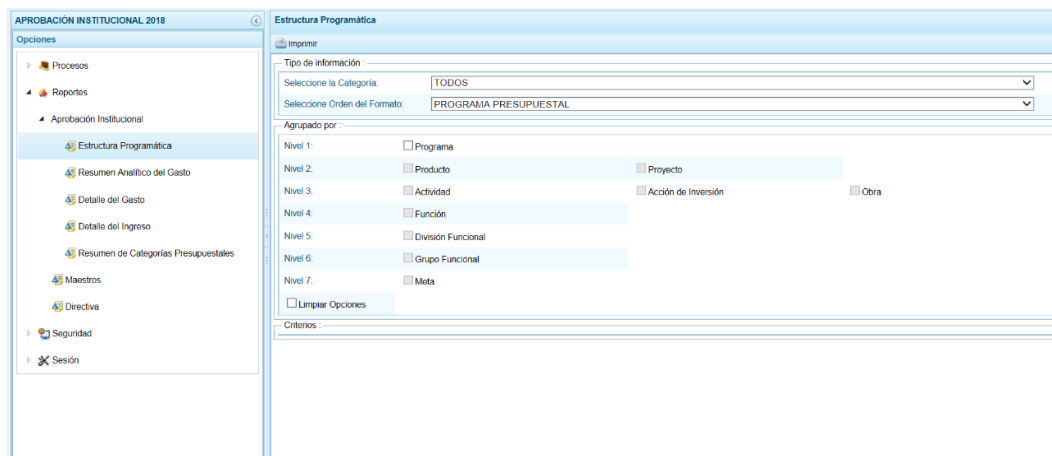 APROBACIÓN INSTITUCIONAL 2018
Opciones
Procesos
Reportes
Aprobación Institucional
Estructura Programática
Resumen Analítico del Gasto
Detalle del Gasto
Detalle del Ingreso
Resumen de Categorías Presupuestales
Maestros
Directiva
Seguridad
Sesión
Estructura Programática
Imprimir
Tipo de información :
Seleccione la Categoría: TODOS
Seleccione Orden del Formato: PROGRAMA PRESUPUESTAL
Agrupado por :
Nivel 1: Programa
Nivel 2: Producto Proyecto
Nivel 3: Actividad Acción de Inversión Obra
Nivel 4: Función
Nivel 5: División Funcional
Nivel 6: Grupo Funcional
Nivel 7: Meta
Limpiar Opciones
Criterios :